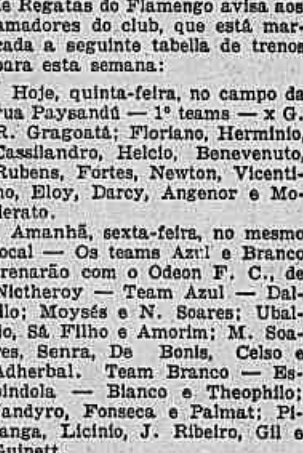 de Regatas do Flamengo avisa aos
amadores do club, que está mar-
cada a seguinte tabella de trenos
para esta semana:
Hoje, quinta-feira, no campo da
rua Paysandú — 1º teams — x G.
R. Gragoatá; Floriano, Herminio,
Cassilandro, Helcio, Benevenuto,
Rubens, Fortes, Newton, Vicenti-
no, Eloy, Darcy, Angenor e Mo-
derato.
Amanhã, sexta-feira, no mesmo
local — Os teams Azul e Branco
trenarão com o Odeon F. C., de
Nictheroy — Team Azul — Dal-
Moysés e N. Soares; Ubal-
do, Sá Filho e Amorim; M. Soa-
res, Senra, De Bonis, Celso e
Adherbal. Team Branco — Es-
pindola — Bianco e Theophilo;
Fonseca e Palmat; Pi-
tanga, Licinio, J. Ribeiro, Gil e